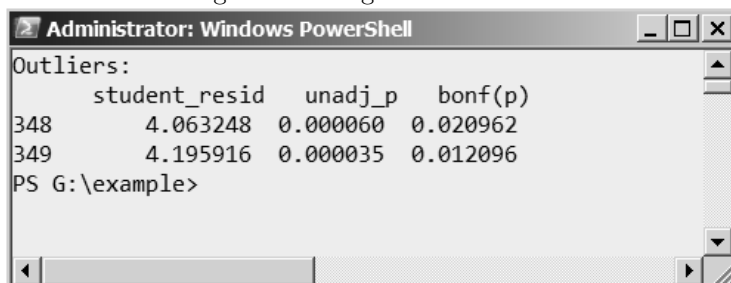 Administrator: Windows PowerShell
Outliers:
student_resid unadj_p bonf(p)
348 4.063248 0.000060 0.020962
349 4.195916 0.000035 0.012096
PS G:\example>